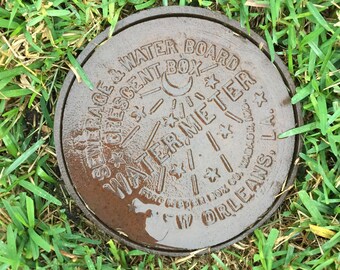 SEWERAGE & WATER BOARD
CRESCENT BOX
WATER METER
NEW ORLEANS, LA.